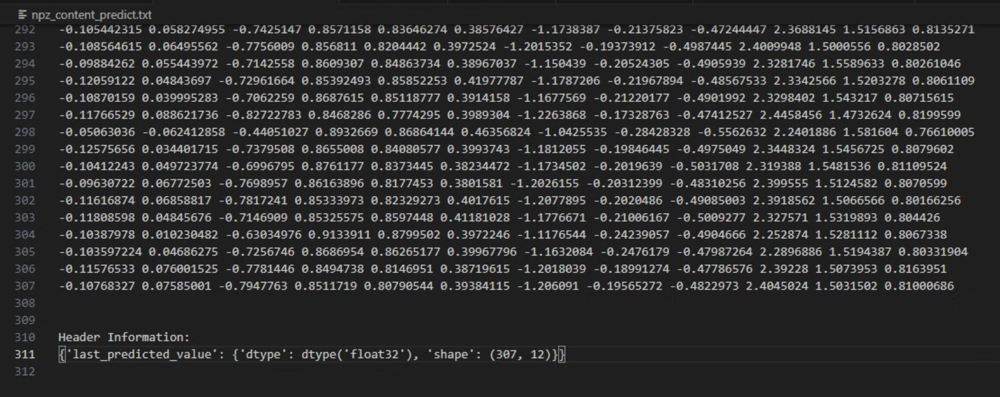 npz_content_predict.txt
292 -0.105442315 0.058274955 -0.7425147 0.8571158 0.83646274 0.38576427 -1.1738387 -0.21375823 -0.47244447 2.3688145 1.5156863 0.8135271
293 -0.108564615 0.06495562 -0.7756009 0.856811 0.8204442 0.3972524 -1.2015352 -0.19373912 -0.4987445 2.4009948 1.5000556 0.8028502
294 -0.09884262 0.055443972 -0.7142558 0.8609307 0.84863734 0.38967037 -1.150439 -0.20524305 -0.4905939 2.3281746 1.5589633 0.80261046
295 -0.12059122 0.04843697 -0.72961664 0.85392493 0.85852253 0.41977787 -1.1787206 -0.21967894 -0.48567533 2.3342566 1.5203278 0.8061109
296 -0.10870159 0.039995283 -0.7062259 0.8687615 0.85118777 0.3914158 -1.1677569 -0.21220177 -0.4901992 2.3298402 1.543217 0.80715615
297 -0.11766529 0.088621736 -0.82722783 0.8468286 0.7774295 0.3989304 -1.2263868 -0.17328763 -0.47412527 2.4458456 1.4732624 0.8199599
298 -0.05063036 -0.062412858 -0.44051027 0.8932669 0.86864144 0.46356824 -1.0425535 -0.28428328 -0.5562632 2.2401886 1.581604 0.76610005
299 -0.12575656 0.034401715 -0.7379508 0.8655008 0.84080577 0.3993743 -1.1812055 -0.19846445 -0.4975049 2.3448324 1.5456725 0.8079602
300 -0.10412243 0.049723774 -0.6996795 0.8761177 0.8373445 0.38234472 -1.1734502 -0.2019639 -0.5031708 2.319388 1.5481536 0.81109524
301 -0.09630722 0.06772503 -0.7698957 0.86163896 0.8177453 0.3801581 -1.2026155 -0.20312399 -0.48310256 2.399555 1.5124582 0.8070599
302 -0.11616874 0.06858817 -0.7817241 0.85333973 0.82329273 0.4017615 -1.2077895 -0.2020486 -0.49085003 2.3918562 1.5066566 0.80166256
303 -0.11808598 0.04845676 -0.7146909 0.85325575 0.8597448 0.41181028 -1.1776671 -0.21006167 -0.5009277 2.327571 1.5319893 0.804426
304 -0.10387978 0.010230482 -0.63034976 0.9133911 0.8799502 0.3972246 -1.1176544 -0.24239057 -0.4904666 2.252874 1.5281112 0.8067338
305 -0.103597224 0.04686275 -0.7256746 0.8686954 0.86265177 0.39967796 -1.1632084 -0.2476179 -0.47987264 2.2896886 1.5194387 0.80331904
306 -0.11576533 0.076001525 -0.7781446 0.8494738 0.8146951 0.38719615 -1.2018039 -0.18991274 -0.47786576 2.39228 1.5073953 0.8163951
307 -0.10768327 0.07585001 -0.7947763 0.8511719 0.80790544 0.39384115 -1.206091 -0.19565272 -0.4822973 2.4045024 1.5031502 0.81000686
308
309
310 Header Information:
311 {'last_predicted_value': {'dtype': dtype('float32'), 'shape': (307, 12)}}
312